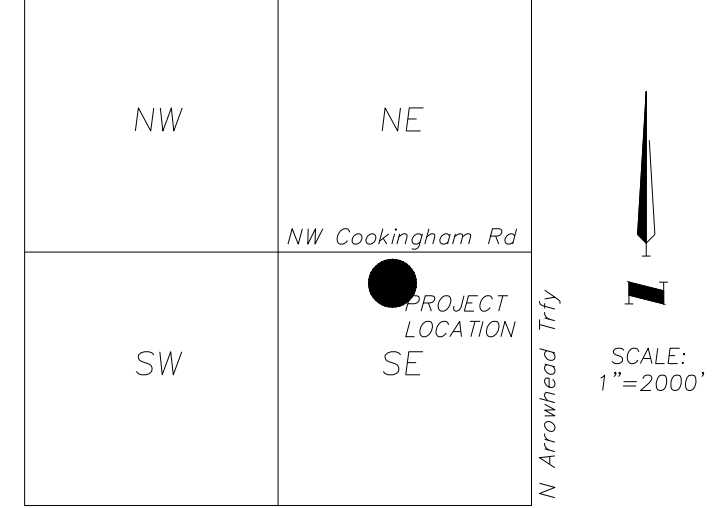 NW
NE
NW Cookingham Rd
PROJECT
LOCATION
SW
SE
N Arrowhead Trfy
N
SCALE:
1"=2000'